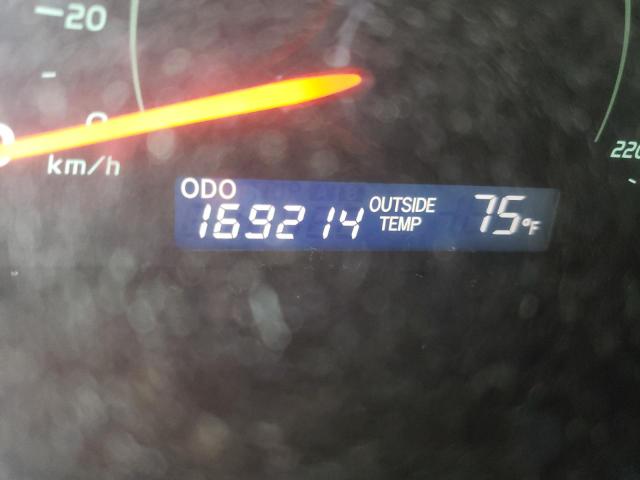 20
0
km/h
220
ODO
169214
OUTSIDE
TEMP
75°F